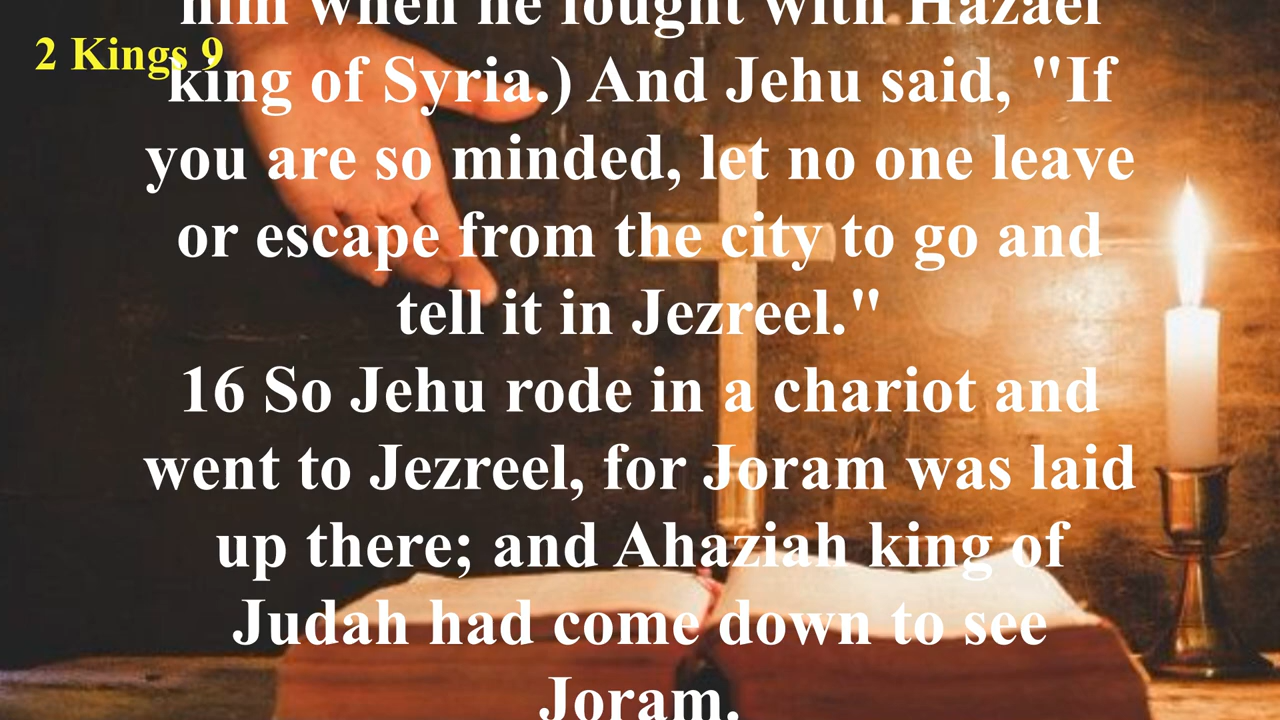 him when he fought with Hazael
2 Kings 9
king of Syria.) And Jehu said, "If
you are so minded, let no one leave
or escape from the city to go and
tell it in Jezreel."
16 So Jehu rode in a chariot and
went to Jezreel, for Joram was laid
up there; and Ahaziah king of
Judah had come down to see
Joram.